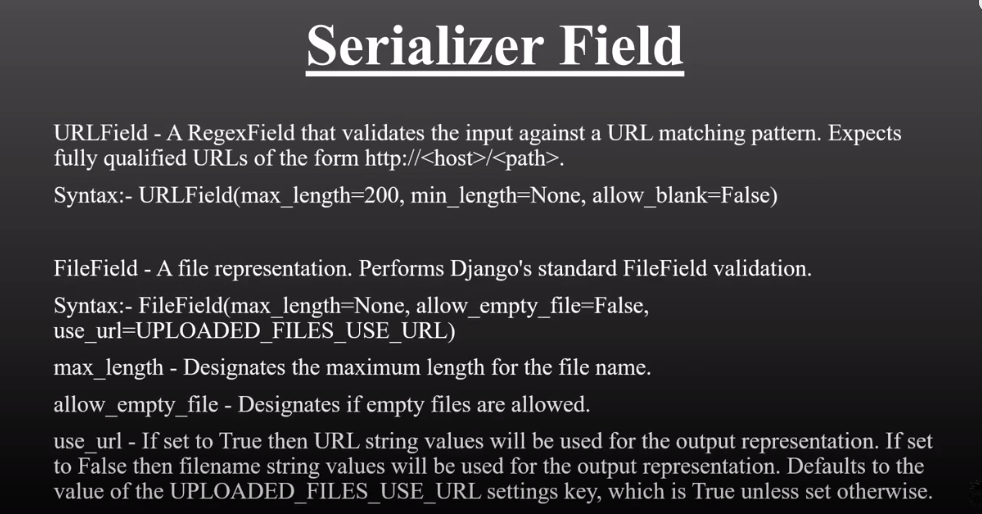 Serializer Field
URLField - A RegexField that validates the input against a URL matching pattern. Expects
fully qualified URLs of the form http://<host>/<path>.
Syntax:- URLField(max_length=200, min_length=None, allow_blank=False)
FileField - A file representation. Performs Django's standard FileField validation.
Syntax:- FileField(max_length=None, allow_empty_file=False,
use_url=UPLOADED_FILES_USE_URL)
max_length - Designates the maximum length for the file name.
allow_empty_file - Designates if empty files are allowed.
use_url - If set to True then URL string values will be used for the output representation. If set
to False then filename string values will be used for the output representation. Defaults to the
value of the UPLOADED_FILES_USE_URL settings key, which is True unless set otherwise.